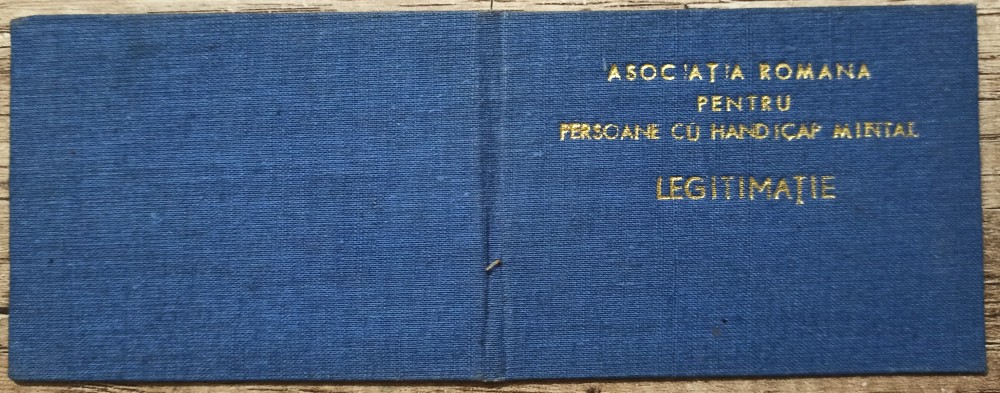 ASOCIAȚIA ROMANA
PENTRU
PERSOANE CU HANDICAP MINTAL
LEGITIMAȚIE